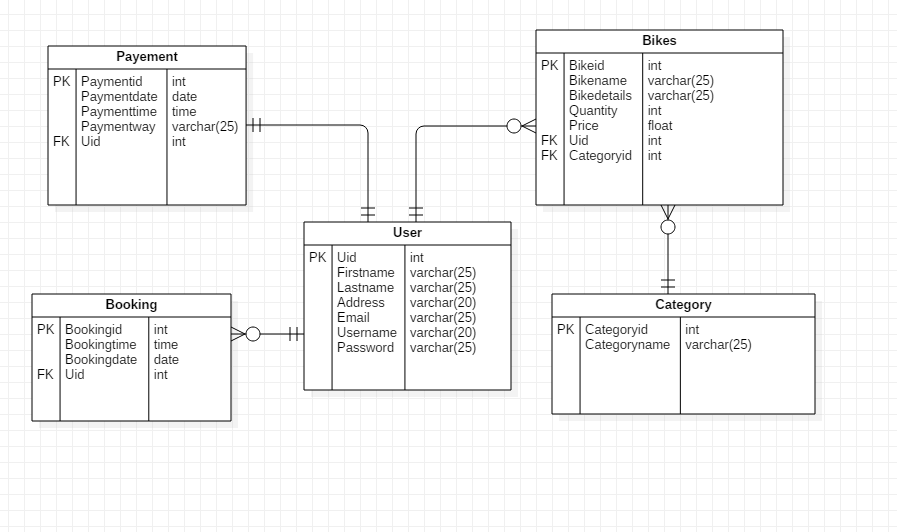 Payement
PK Paymentid int
Paymentdate date
Paymenttime time
Paymentway varchar(25)
FK Uid int
Bikes
PK Bikeid int
Bikename varchar(25)
Bikedetails varchar(25)
Quantity int
Price float
FK Uid int
FK Categoryid int
User
PK Uid int
Firstname varchar(25)
Lastname varchar(25)
Address varchar(20)
Email varchar(25)
Username varchar(20)
Password varchar(25)
Booking
PK Bookingid int
Bookingtime time
Bookingdate date
FK Uid int
Category
PK Categoryid int
Categoryname varchar(25)